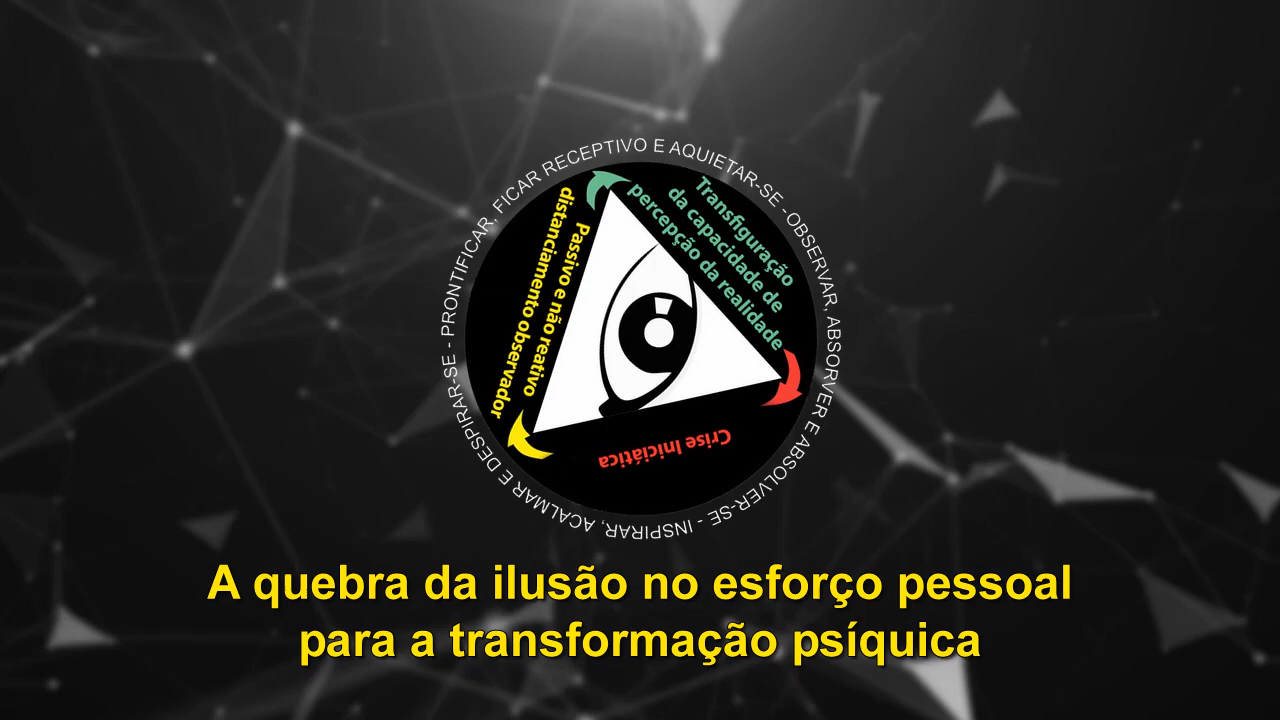 PRONTIFICAR, FICAR RECEPTIVO E AQUIETAR-SE - OBSERVAR, ABSORVER E ABSOLVER-SE - INSPIRAR, ACALMAR E DESPIRAR-SE -
Transfiguração
da capacidade de
percepção da realidade
Passivo e não reativo
distanciamento observador
Crise Iniciática
A quebra da ilusão no esforço pessoal
para a transformação psíquica